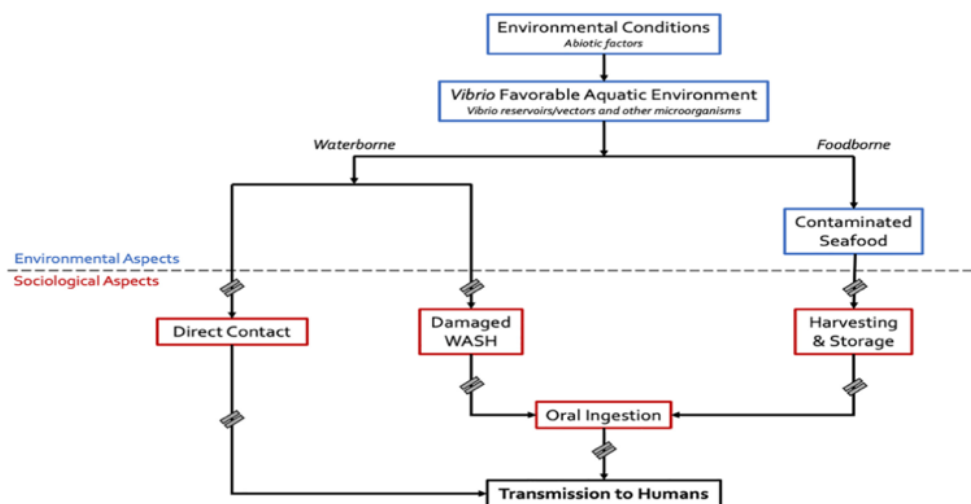 Environmental Conditions
Abiotic factors
Vibrio Favorable Aquatic Environment
Vibrio reservoirs/vectors and other microorganisms
Waterborne
Foodborne
Contaminated
Seafood
Environmental Aspects
Sociological Aspects
Direct Contact
Damaged
WASH
Harvesting
& Storage
Oral Ingestion
Transmission to Humans